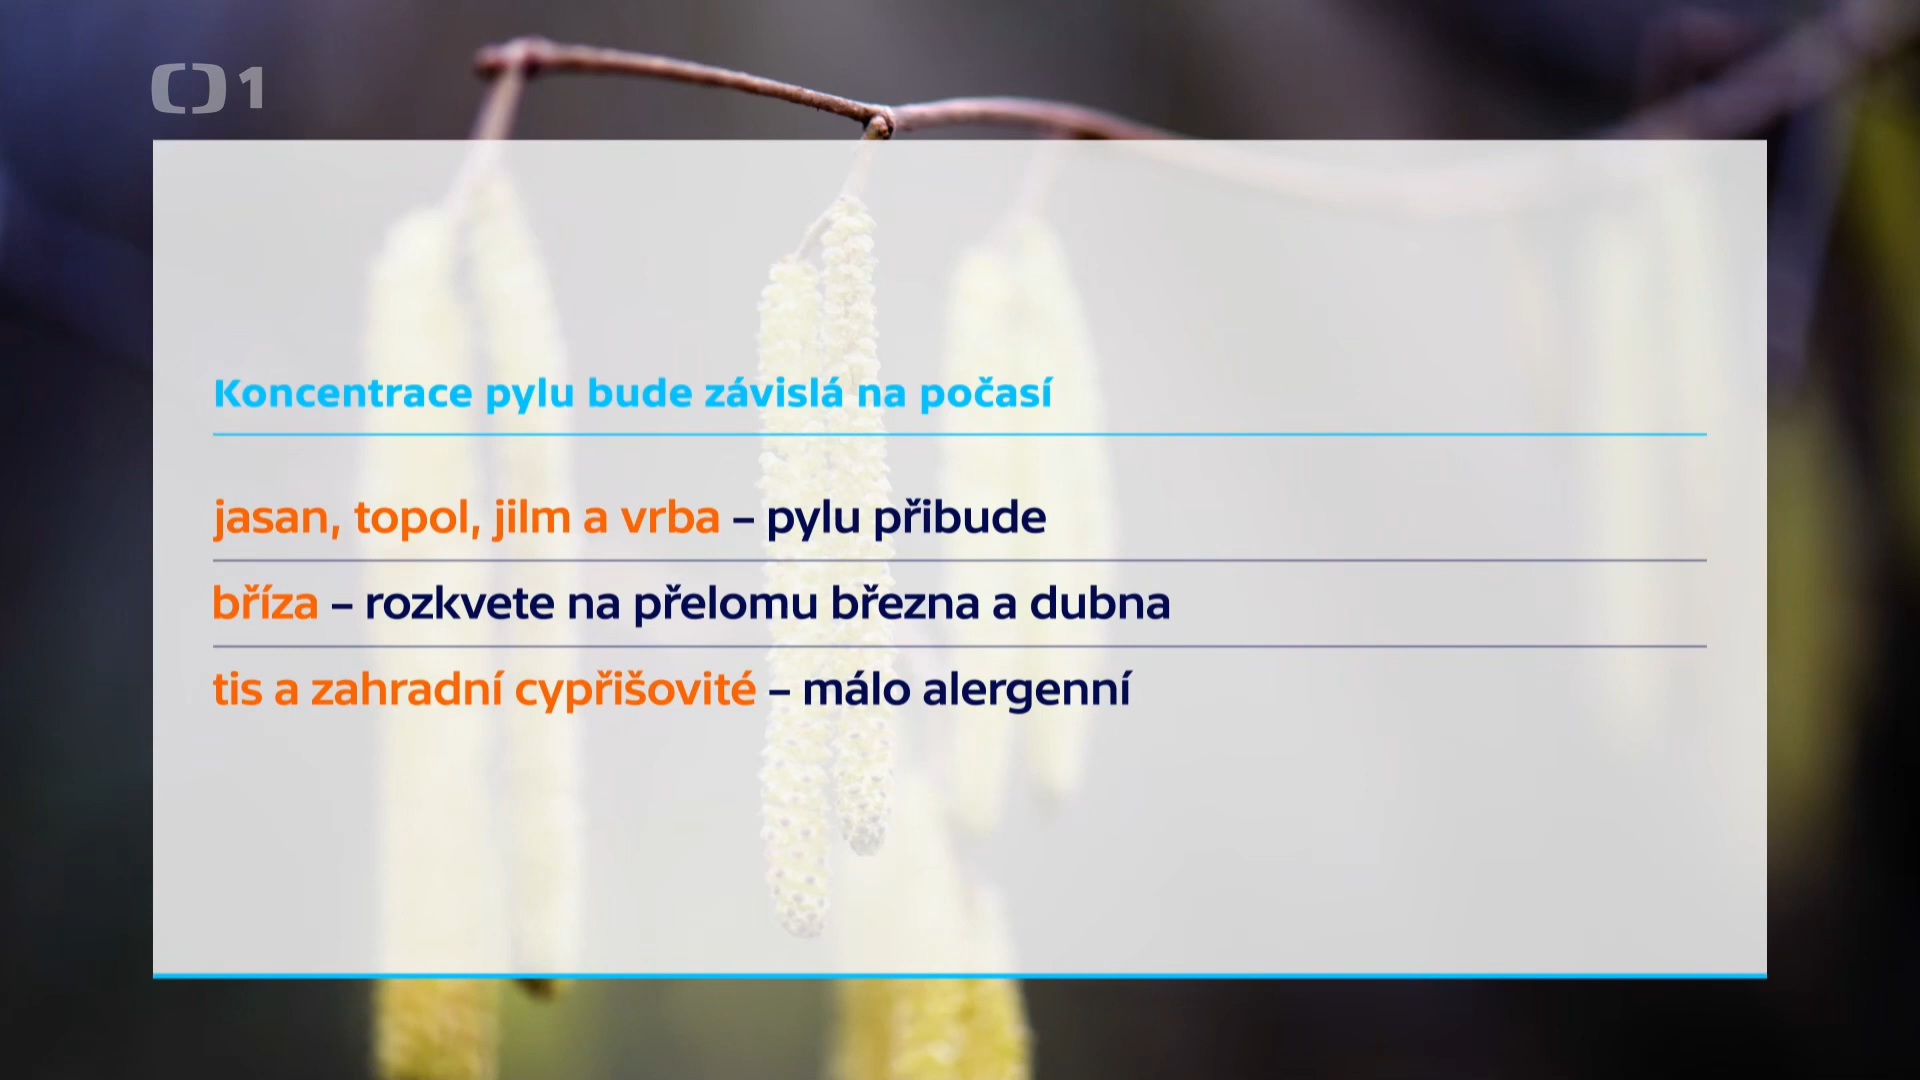 1
Koncentrace pylu bude závislá na počasí
jasan, topol, jilm a vrba – pylu přibude
bříza – rozkvete na přelomu března a dubna
tis a zahradní cypřišovité – málo alergenní